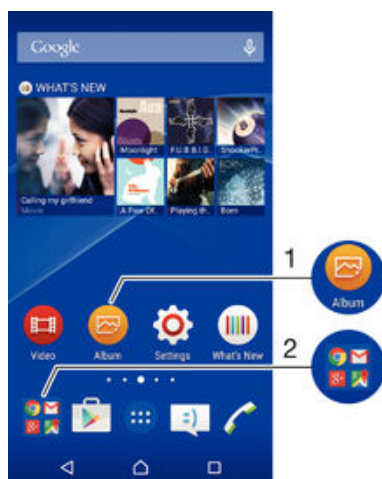 Google
WHAT'S NEW
Moonlight
F.U.B.B.I.G.
SnookerPl..
Calling my girlfriend
Movie
A Pear Of..
Playing th..
Born
1
Album
Video
Album
Settings
What's New
2